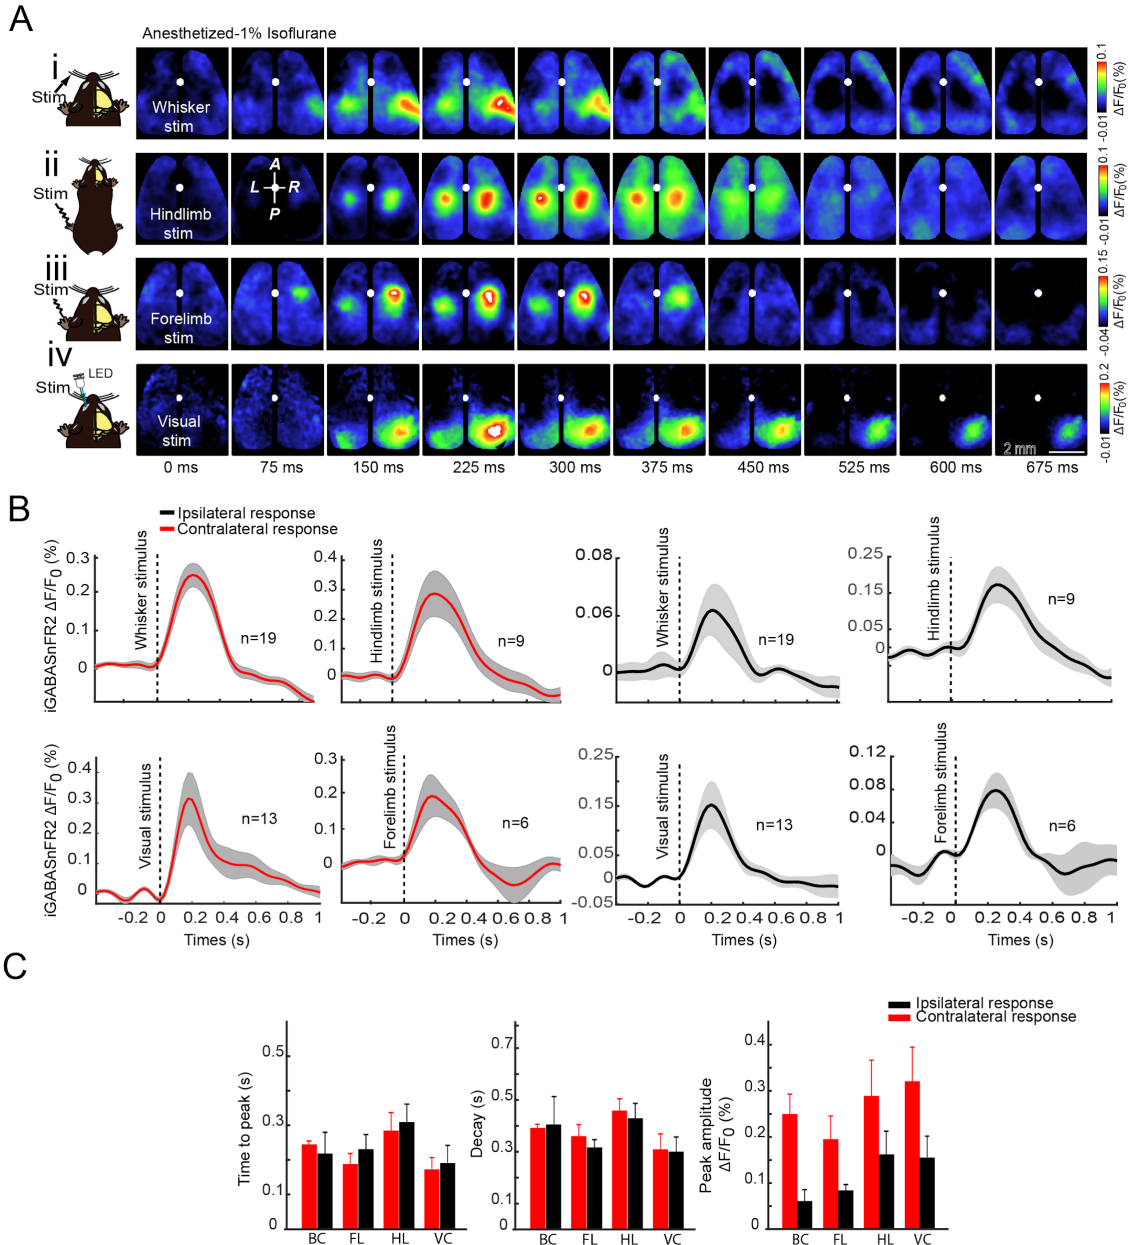 A
Anesthetized-1% Isoflurane
i
Stim
Whisker
stim
0.1
-0.01
ΔF/F0(%)
ii
Stim
Hindlimb
stim
A
L R
P
0.1
-0.01
ΔF/F0(%)
iii
Stim
Forelimb
stim
0.15
-0.04
ΔF/F0(%)
iv
LED
Stim
Visual
stim
2 mm
0.2
-0.01
ΔF/F0(%)
0 ms 75 ms 150 ms 225 ms 300 ms 375 ms 450 ms 525 ms 600 ms 675 ms
B
Ipsilateral response
Contralateral response
iGABASnFR2 ΔF/F0 (%)
0.3
0.2
0.1
0
Whisker stimulus
n=19
0.4
0.3
0.2
0.1
0
Hindlimb stimulus
n=9
0.08
0.06
0
Whisker stimulus
n=19
0.25
0.15
0.05
0
Hindlimb stimulus
n=9
iGABASnFR2 ΔF/F0 (%)
0.4
0.3
0.2
0.1
0
Visual stimulus
n=13
-0.2 0 0.2 0.4 0.6 0.8 1
Times (s)
0.3
0.2
0.1
0
Forelimb stimulus
n=6
-0.2 0 0.2 0.4 0.6 0.8 1
Times (s)
0.25
0.15
0.05
0
-0.05
Visual stimulus
n=13
-0.2 0 0.2 0.4 0.6 0.8 1
Times (s)
0.12
0.08
0.04
0
Forelimb stimulus
n=6
-0.2 0 0.2 0.4 0.6 0.8 1
Times (s)
C
Ipsilateral response
Contralateral response
Time to peak (s)
0.5
0.3
0.1
0
BC FL HL VC
Decay (s)
0.7
0.5
0.4
0.2
0
BC FL HL VC
Peak amplitude
ΔF/F0 (%)
0.4
0.3
0.2
0.1
0
BC FL HL VC